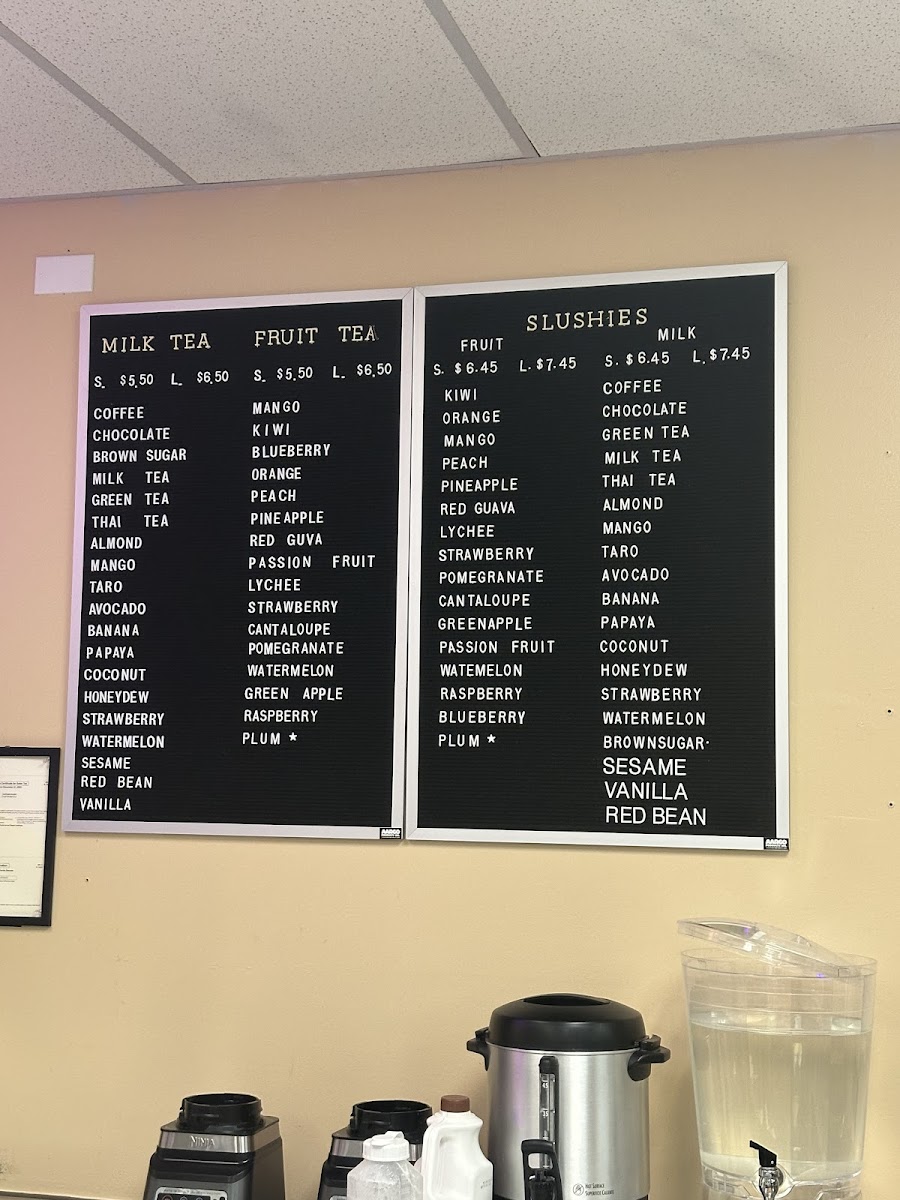 MILK TEA
S. $5.50 L. $6.50
COFFEE
CHOCOLATE
BROWN SUGAR
MILK TEA
GREEN TEA
THAI TEA
ALMOND
MANGO
TARO
AVOCADO
BANANA
PAPAYA
COCONUT
HONEYDEW
STRAWBERRY
WATERMELON
SESAME
RED BEAN
VANILLA
FRUIT TEA
S. $5.50 L. $6.50
MANGO
KIWI
BLUEBERRY
ORANGE
PEACH
PINEAPPLE
RED GUVA
PASSION FRUIT
LYCHEE
STRAWBERRY
CANTALOUPE
POMEGRANATE
WATERMELON
GREEN APPLE
RASPBERRY
PLUM *
SLUSHIES
FRUIT
S. $6.45 L. $7.45
KIWI
ORANGE
MANGO
PEACH
PINEAPPLE
RED GUAVA
LYCHEE
STRAWBERRY
POMEGRANATE
CANTALOUPE
GREENAPPLE
PASSION FRUIT
WATEMELON
RASPBERRY
BLUEBERRY
PLUM *
MILK
S. $6.45 L. $7.45
COFFEE
CHOCOLATE
GREEN TEA
MILK TEA
THAI TEA
ALMOND
MANGO
TARO
AVOCADO
BANANA
PAPAYA
COCONUT
HONEYDEW
STRAWBERRY
WATERMELON
BROWNSUGAR·
SESAME
VANILLA
RED BEAN
AARCO
AARCO
NINJA
HOT SURFACE